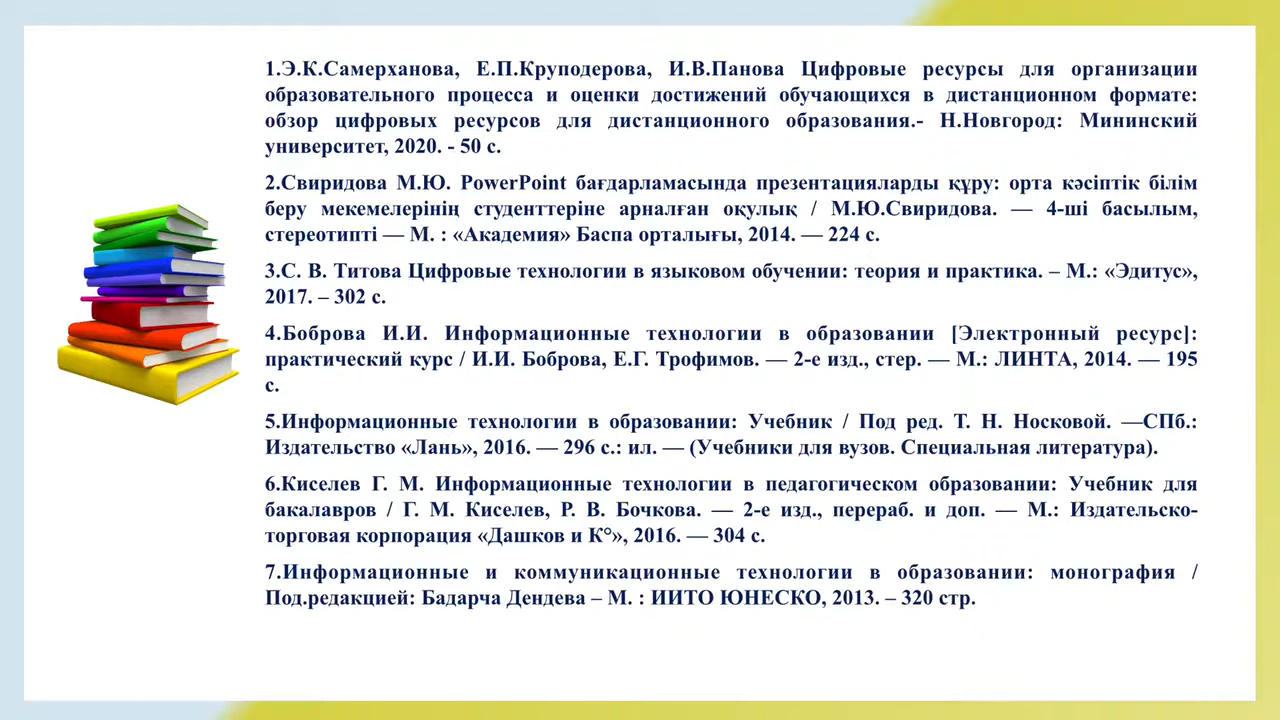 1.Э.К.Самерханова, Е.П.Круподерова, И.В.Панова Цифровые ресурсы для организации
образовательного процесса и оценки достижений обучающихся в дистанционном формате:
обзор цифровых ресурсов для дистанционного образования.- Н.Новгород: Мининский
университет, 2020. - 50 с.
2.Свиридова М.Ю. PowerPoint бағдарламасында презентацияларды құру: орта кәсіптік білім
беру мекемелерінің студенттеріне арналған оқулық / М.Ю.Свиридова. — 4-ші басылым,
стереотипті — М. : «Академия» Баспа орталығы, 2014. — 224 с.
3.С. В. Титова Цифровые технологии в языковом обучении: теория и практика. – М.: «Эдитус»,
2017. – 302 с.
4.Боброва И.И. Информационные технологии в образовании [Электронный ресурс]:
практический курс / И.И. Боброва, Е.Г. Трофимов. — 2-е изд., стер. — М.: ЛИНТА, 2014. — 195
с.
5.Информационные технологии в образовании: Учебник / Под ред. Т. Н. Носковой. —СПб.:
Издательство «Лань», 2016. — 296 с.: ил. — (Учебники для вузов. Специальная литература).
6.Киселев Г. М. Информационные технологии в педагогическом образовании: Учебник для
бакалавров / Г. М. Киселев, Р. В. Бочкова. — 2-е изд., перераб. и доп. — М.: Издательско-
торговая корпорация «Дашков и К°», 2016. — 304 с.
7.Информационные и коммуникационные технологии в образовании: монография /
Под.редакцией: Бадарча Дендева – М. : ИИТО ЮНЕСКО, 2013. – 320 стр.